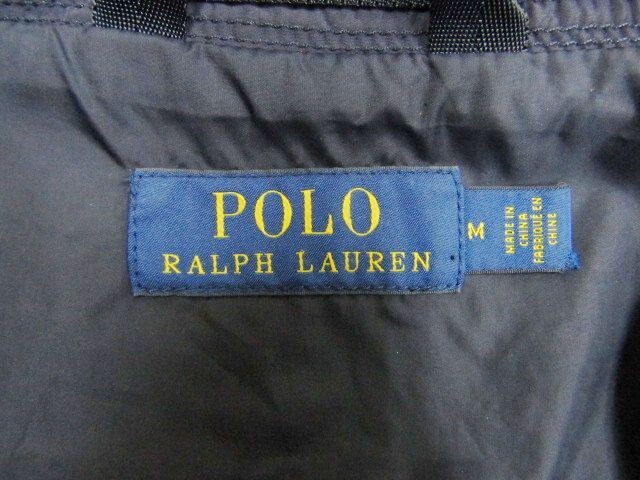 POLO
RALPH LAUREN
M
MADE IN
CHINA
FABRIQUÉ EN
CHINE